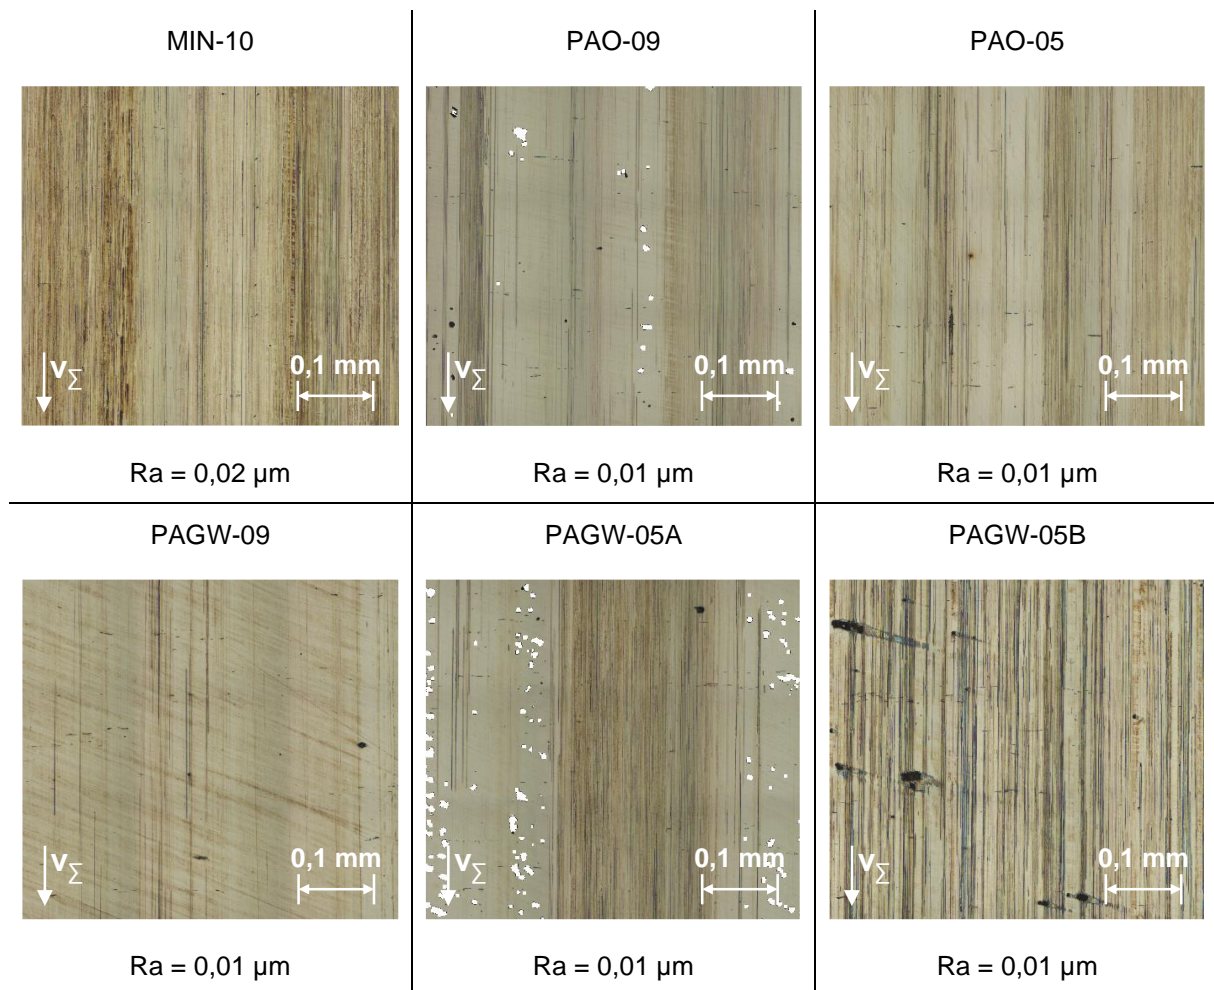 MIN-10
PAO-09
PAO-05
v∑
0,1 mm
v∑
0,1 mm
v∑
0,1 mm
Ra = 0,02 µm
Ra = 0,01 µm
Ra = 0,01 µm
PAGW-09
PAGW-05A
PAGW-05B
v∑
0,1 mm
v∑
0,1 mm
v∑
0,1 mm
Ra = 0,01 µm
Ra = 0,01 µm
Ra = 0,01 µm